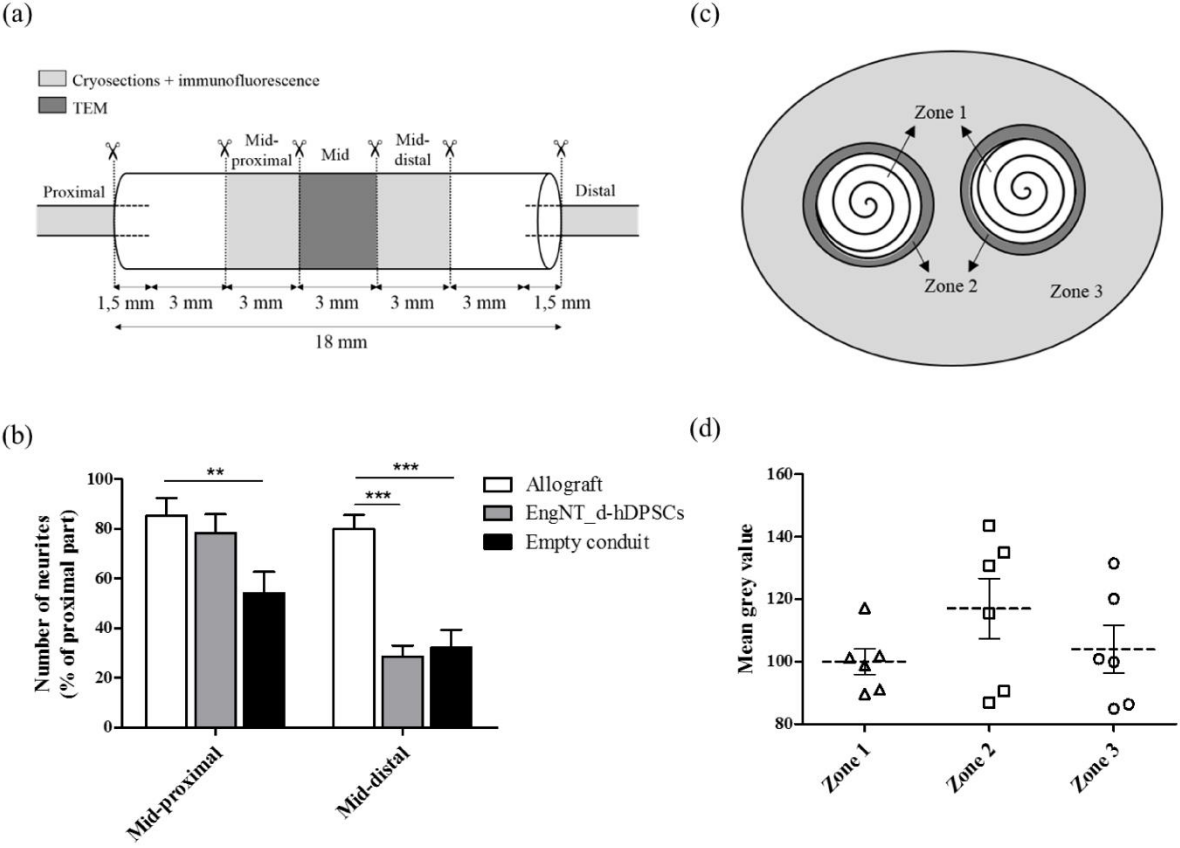 (a)
Cryosections + immunofluorescence
TEM
Proximal
Mid-
proximal
Mid
Mid-
distal
Distal
1,5 mm
3 mm
3 mm
3 mm
3 mm
3 mm
1,5 mm
18 mm
(c)
Zone 1
Zone 2
Zone 3
(b)
Number of neurites
(% of proximal part)
100
80
60
40
20
0
**
***
***
Allograft
EngNT_d-hDPSCs
Empty conduit
Mid-proximal
Mid-distal
(d)
Mean grey value
160
140
120
100
80
Zone 1
Zone 2
Zone 3